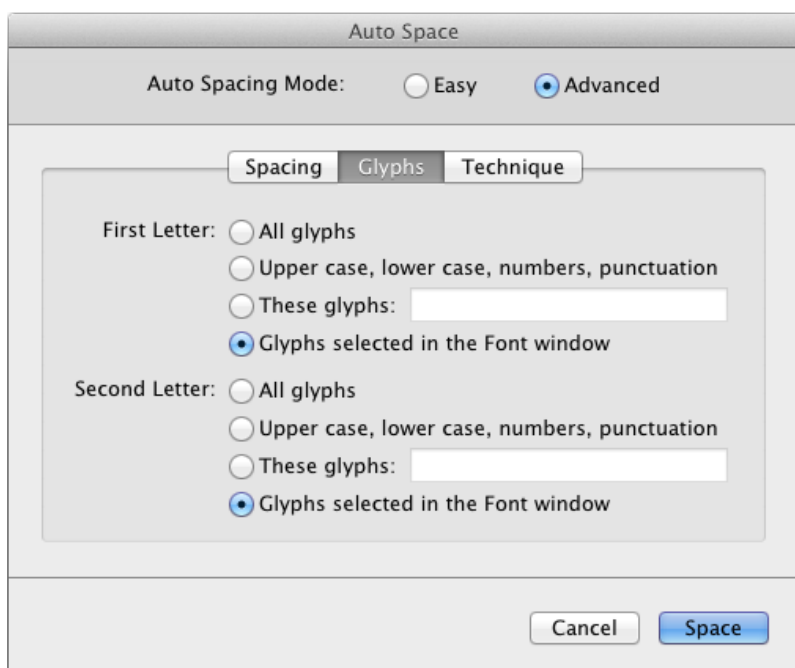 Auto Space
Auto Spacing Mode: Easy Advanced
Spacing Glyphs Technique
First Letter: All glyphs
Upper case, lower case, numbers, punctuation
These glyphs:
Glyphs selected in the Font window
Second Letter: All glyphs
Upper case, lower case, numbers, punctuation
These glyphs:
Glyphs selected in the Font window
Cancel Space